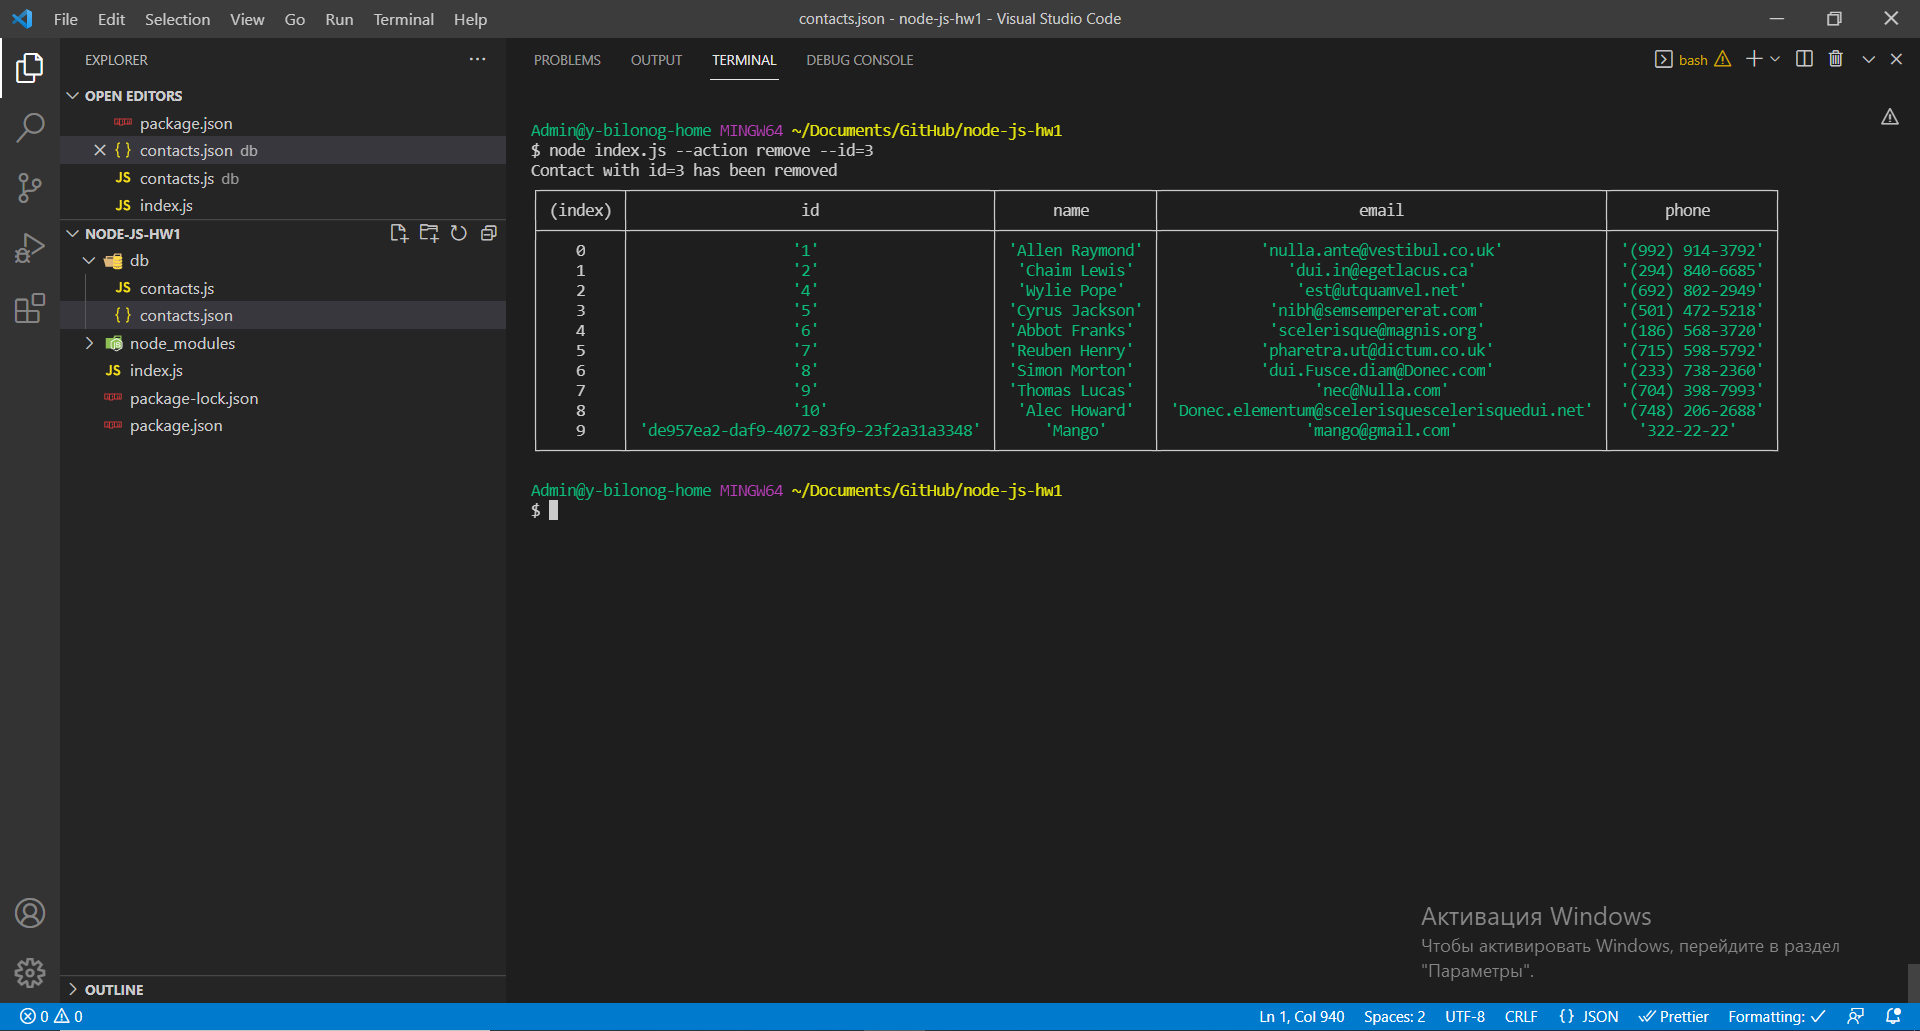 File Edit Selection View Go Run Terminal Help
contacts.json - node-js-hw1 - Visual Studio Code
EXPLORER
OPEN EDITORS
package.json
{ } contacts.json db
JS contacts.js db
JS index.js
NODE-JS-HW1
db
JS contacts.js
{ } contacts.json
node_modules
JS index.js
package-lock.json
package.json
OUTLINE
PROBLEMS OUTPUT TERMINAL DEBUG CONSOLE
bash
Admin@y-bilonog-home MINGW64 ~/Documents/GitHub/node-js-hw1
$ node index.js --action remove --id=3
Contact with id=3 has been removed
(index) id name email phone
0 '1' 'Allen Raymond' 'nulla.ante@vestibul.co.uk' '(992) 914-3792'
1 '2' 'Chaim Lewis' 'dui.in@egetlacus.ca' '(294) 840-6685'
2 '4' 'Wylie Pope' 'est@utquamvel.net' '(692) 802-2949'
3 '5' 'Cyrus Jackson' 'nibh@semsempererat.com' '(501) 472-5218'
4 '6' 'Abbot Franks' 'scelerisque@magnis.org' '(186) 568-3720'
5 '7' 'Reuben Henry' 'pharetra.ut@dictum.co.uk' '(715) 598-5792'
6 '8' 'Simon Morton' 'dui.Fusce.diam@Donec.com' '(233) 738-2360'
7 '9' 'Thomas Lucas' 'nec@Nulla.com' '(704) 398-7993'
8 '10' 'Alec Howard' 'Donec.elementum@scelerisquescelerisquedui.net' '(748) 206-2688'
9 'de957ea2-daf9-4072-83f9-23f2a31a3348' 'Mango' 'mango@gmail.com' '322-22-22'
Admin@y-bilonog-home MINGW64 ~/Documents/GitHub/node-js-hw1
$
Активация Windows
Чтобы активировать Windows, перейдите в раздел
"Параметры".
0 0
Ln 1, Col 940 Spaces: 2 UTF-8 CRLF { } JSON Prettier Formatting: